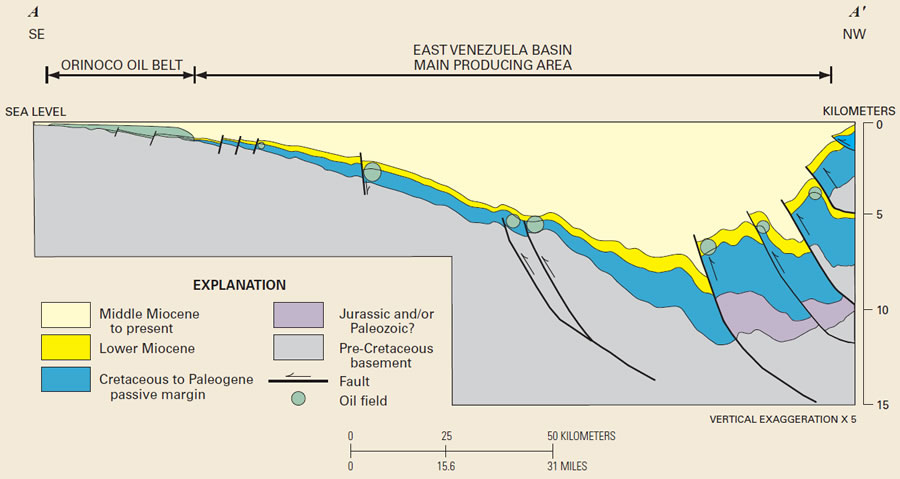 A
A'
SE
NW
EAST VENEZUELA BASIN
MAIN PRODUCING AREA
ORINOCO OIL BELT
SEA LEVEL
KILOMETERS
0
5
10
15
EXPLANATION
Middle Miocene
to present
Lower Miocene
Cretaceous to Paleogene
passive margin
Jurassic and/or
Paleozoic?
Pre-Cretaceous
basement
Fault
Oil field
VERTICAL EXAGGERATION X 5
0 25 50 KILOMETERS
0 15.6 31 MILES